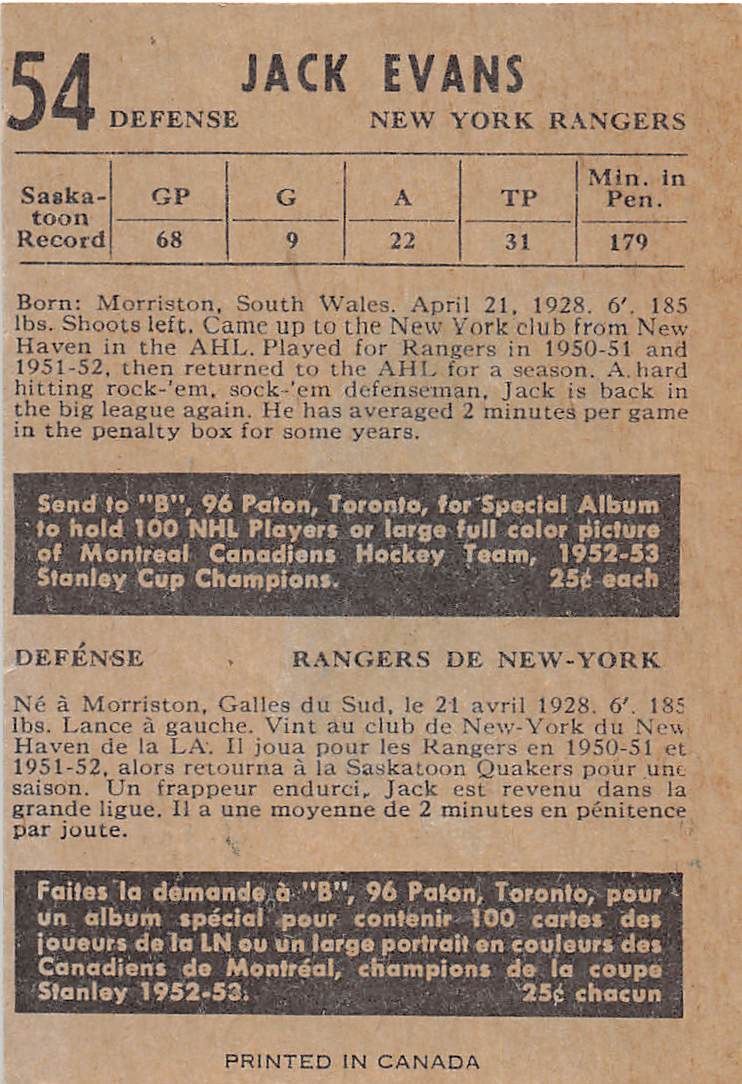 54 JACK EVANS
DEFENSE NEW YORK RANGERS
Saska-toon Record GP G A TP Min. in Pen.
68 9 22 31 179
Born: Morriston, South Wales. April 21, 1928. 6'. 185
lbs. Shoots left. Came up to the New York club from New
Haven in the AHL. Played for Rangers in 1950-51 and
1951-52, then returned to the AHL for a season. A hard
hitting rock-'em, sock-'em defenseman, Jack is back in
the big league again. He has averaged 2 minutes per game
in the penalty box for some years.
Send to "B", 96 Paton, Toronto, for Special Album
to hold 100 NHL Players or large full color picture
of Montreal Canadiens Hockey Team, 1952-53
Stanley Cup Champions. 25¢ each
DEFÉNSE RANGERS DE NEW-YORK
Né à Morriston, Galles du Sud, le 21 avril 1928. 6'. 185
lbs. Lance à gauche. Vint au club de New-York du New
Haven de la LA. Il joua pour les Rangers en 1950-51 et
1951-52, alors retourna à la Saskatoon Quakers pour une
saison. Un frappeur endurci, Jack est revenu dans la
grande ligue. Il a une moyenne de 2 minutes en pénitence
par joute.
Faites la demande à "B", 96 Paton, Toronto, pour
un album spécial pour contenir 100 cartes des
joueurs de la LN ou un large portrait en couleurs des
Canadiens de Montréal, champions de la coupe
Stanley 1952-53. 25¢ chacun
PRINTED IN CANADA